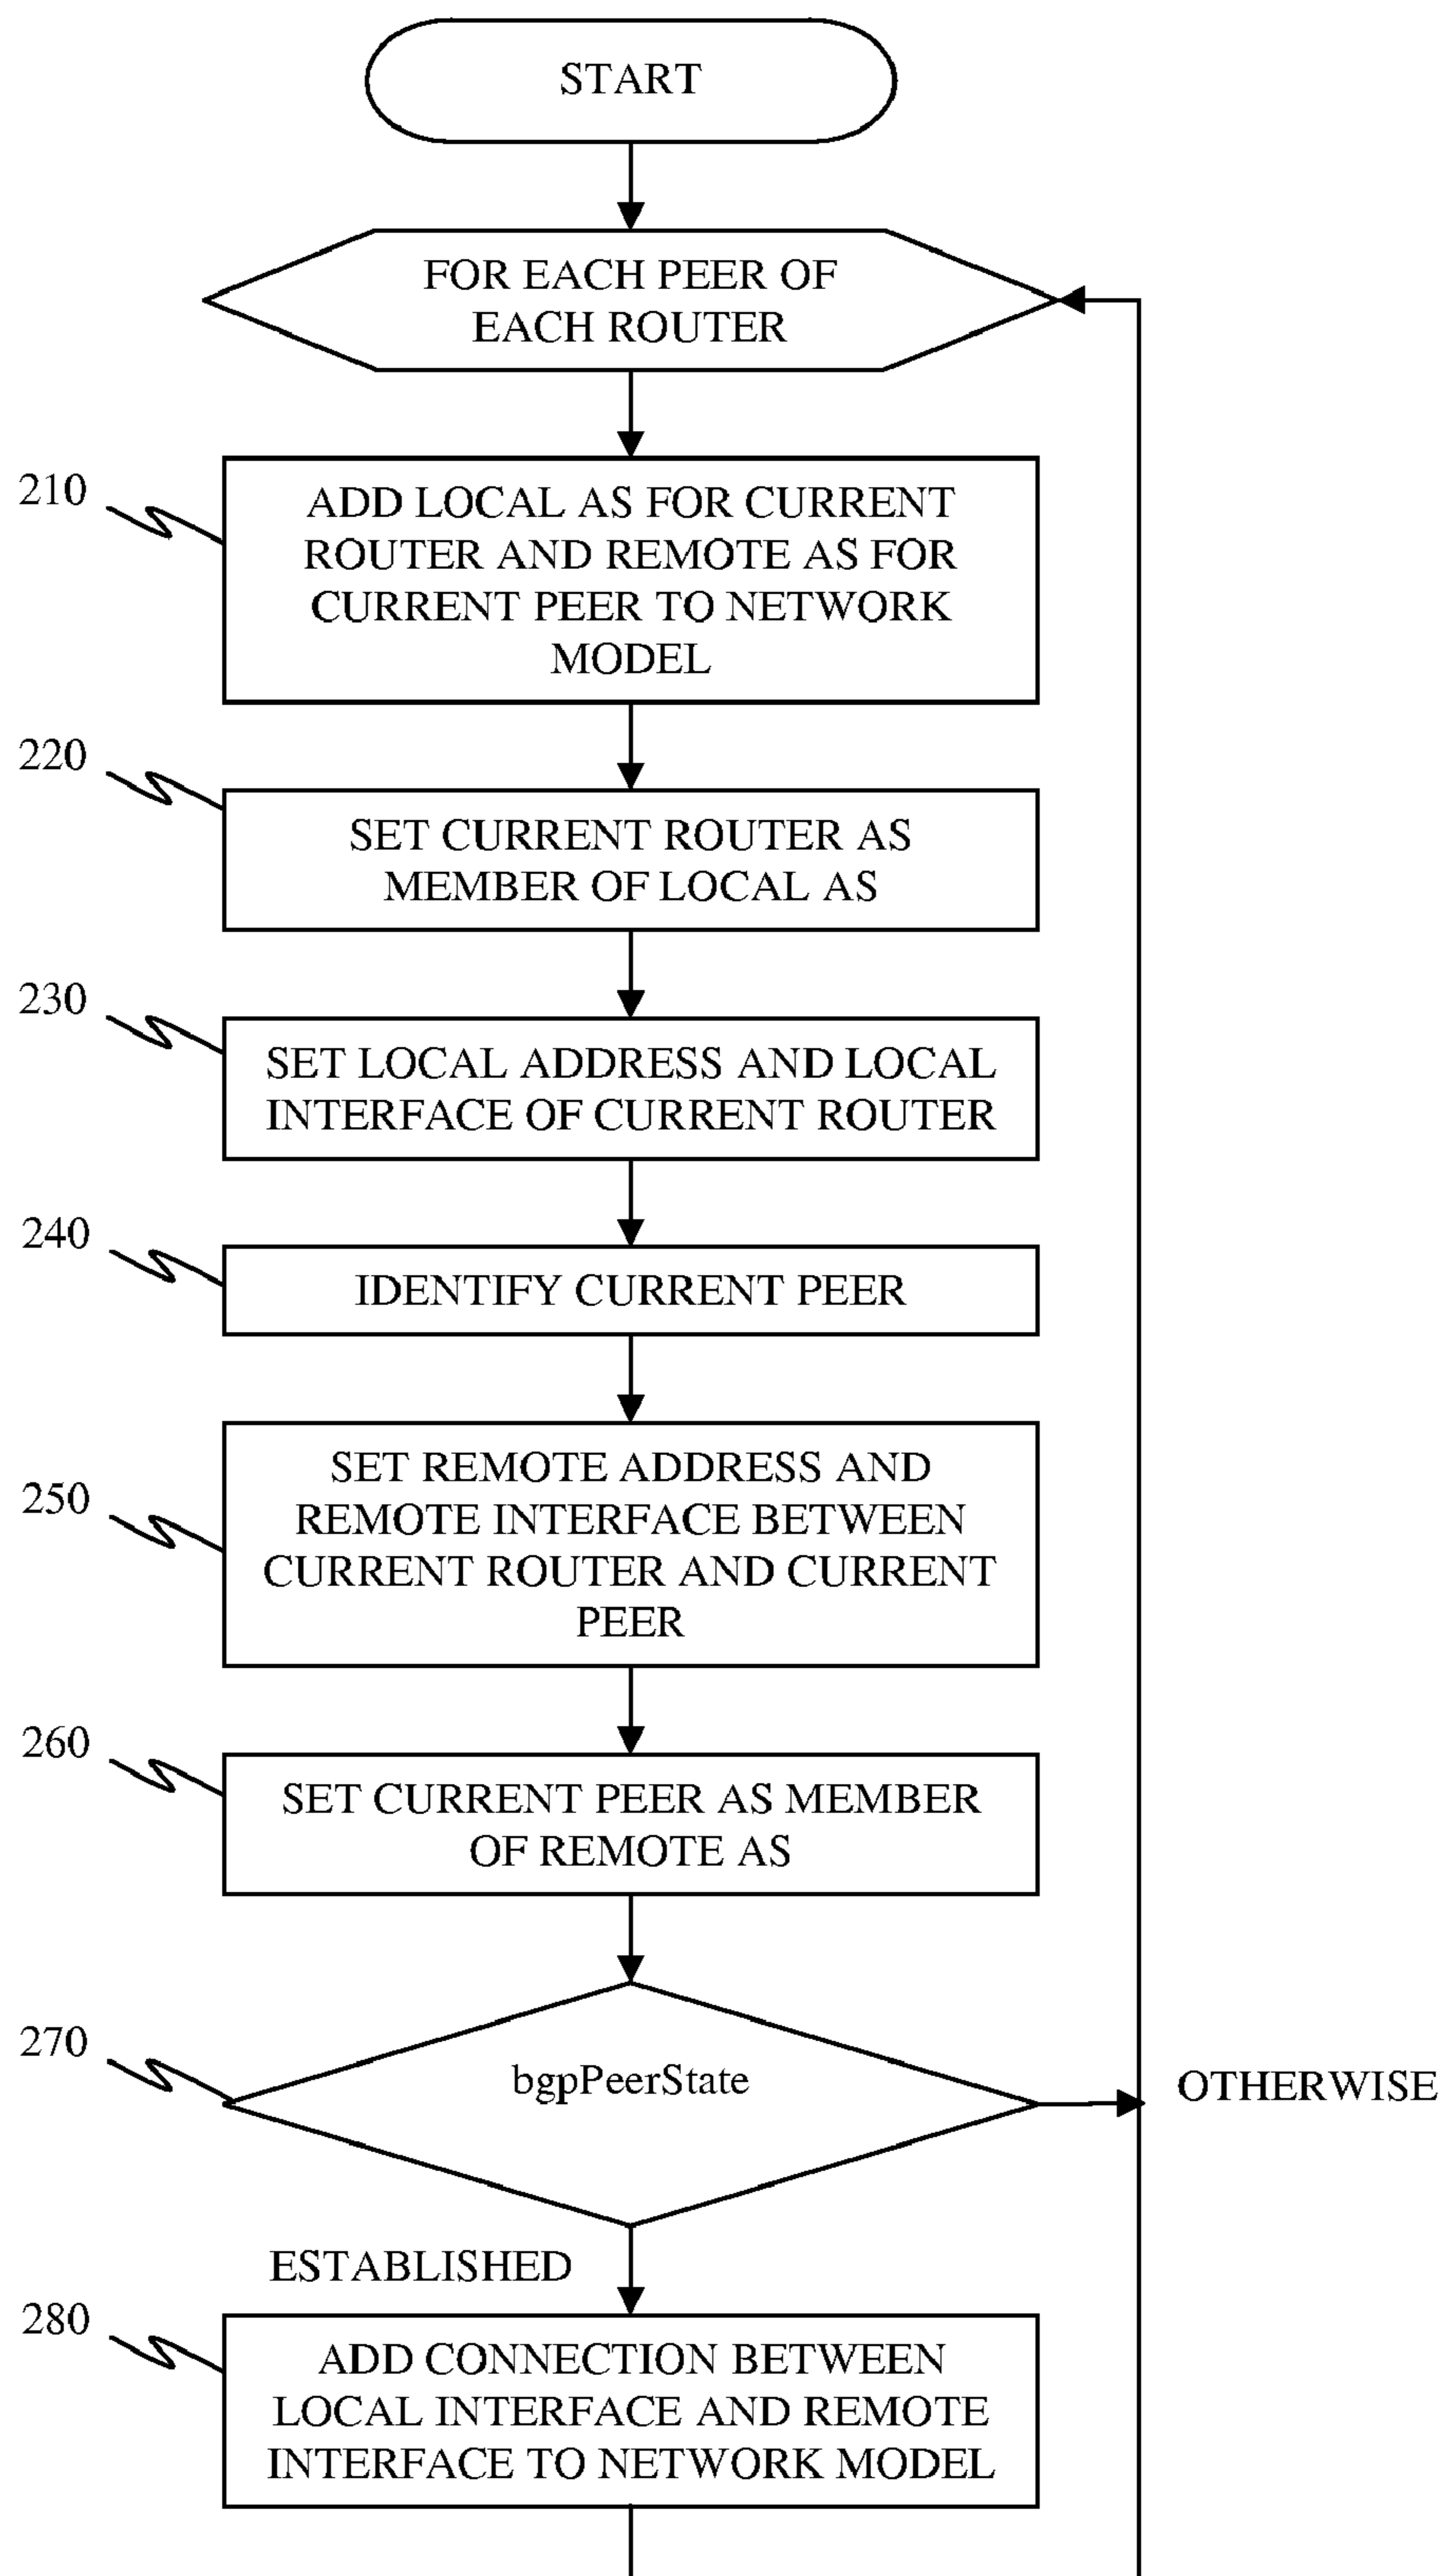 START
FOR EACH PEER OF
EACH ROUTER
210
ADD LOCAL AS FOR CURRENT
ROUTER AND REMOTE AS FOR
CURRENT PEER TO NETWORK
MODEL
220
SET CURRENT ROUTER AS
MEMBER OF LOCAL AS
230
SET LOCAL ADDRESS AND LOCAL
INTERFACE OF CURRENT ROUTER
240
IDENTIFY CURRENT PEER
250
SET REMOTE ADDRESS AND
REMOTE INTERFACE BETWEEN
CURRENT ROUTER AND CURRENT
PEER
260
SET CURRENT PEER AS MEMBER
OF REMOTE AS
270
bgpPeerState
OTHERWISE
ESTABLISHED
280
ADD CONNECTION BETWEEN
LOCAL INTERFACE AND REMOTE
INTERFACE TO NETWORK MODEL